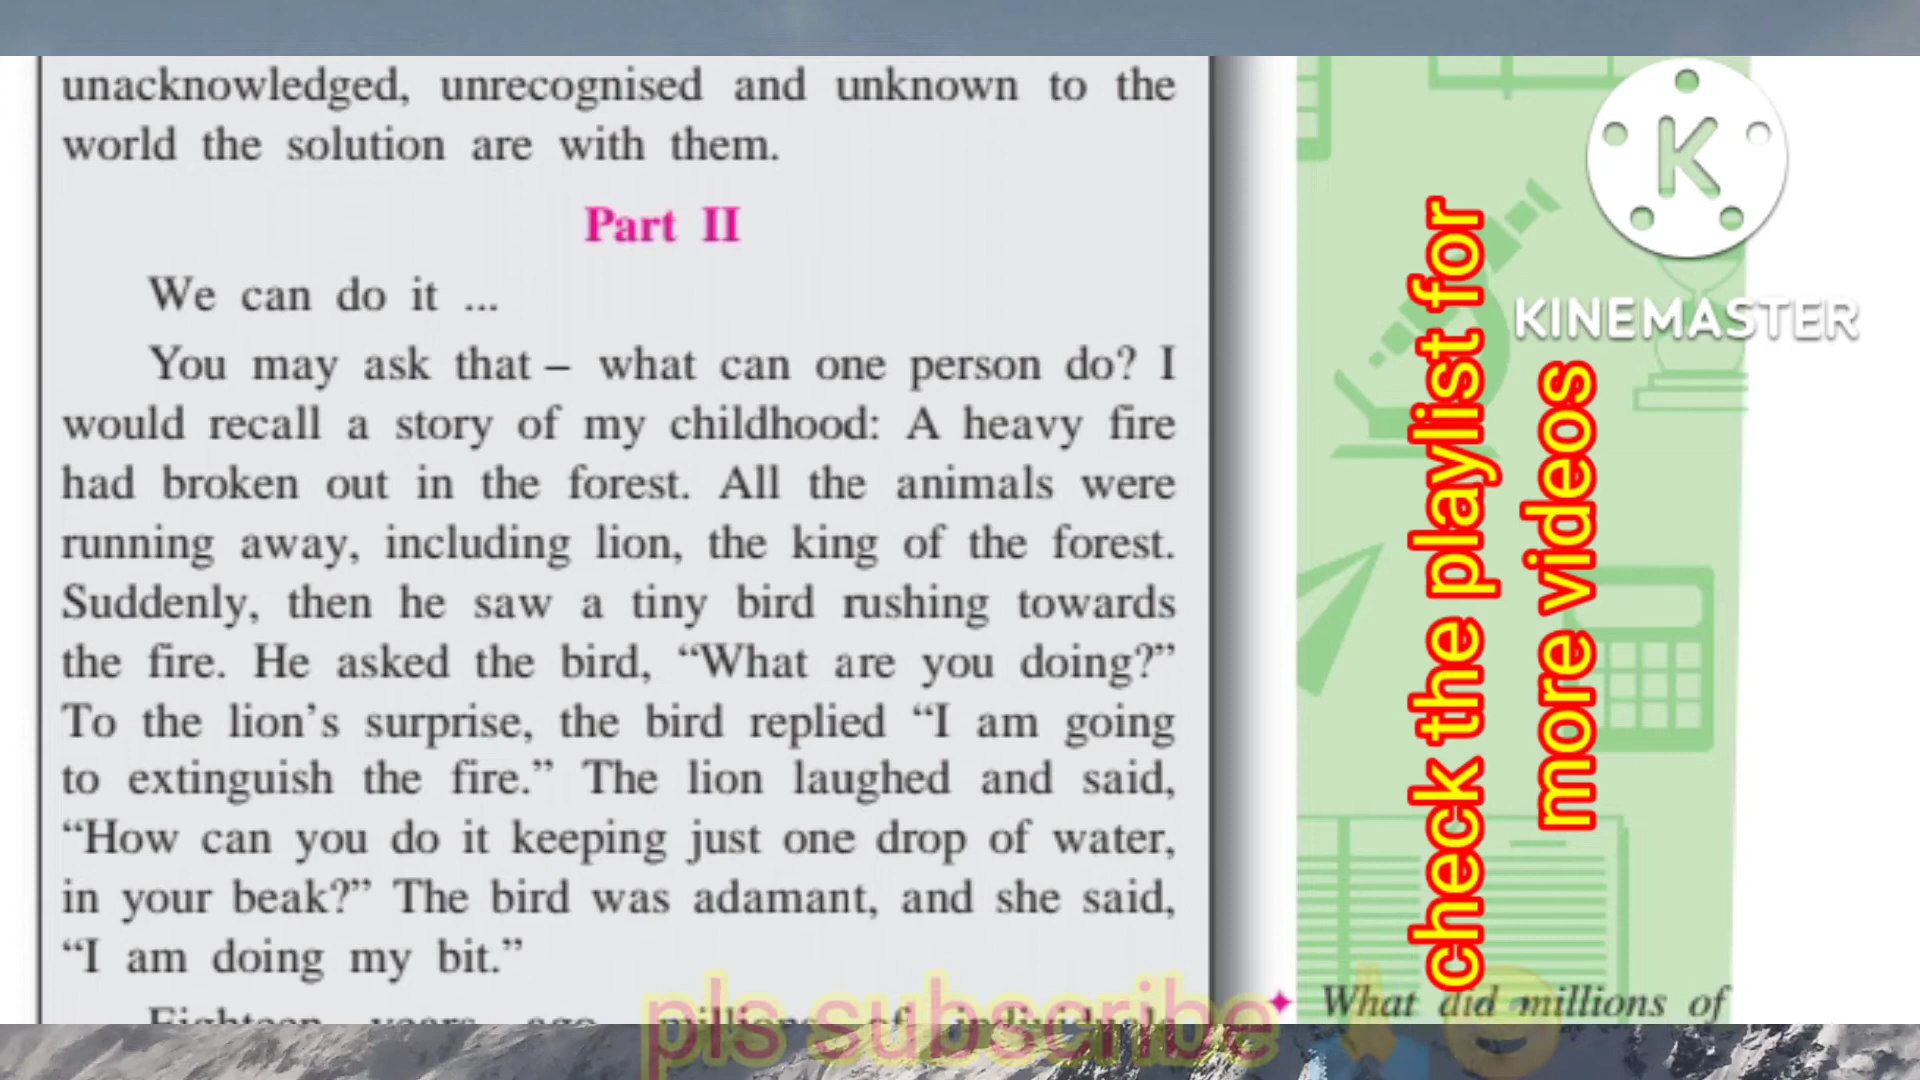 unacknowledged, unrecognised and unknown to the
world the solution are with them.
Part II
We can do it ...
You may ask that – what can one person do? I
would recall a story of my childhood: A heavy fire
had broken out in the forest. All the animals were
running away, including lion, the king of the forest.
Suddenly, then he saw a tiny bird rushing towards
the fire. He asked the bird, “What are you doing?”
To the lion’s surprise, the bird replied “I am going
to extinguish the fire.” The lion laughed and said,
“How can you do it keeping just one drop of water,
in your beak?” The bird was adamant, and she said,
“I am doing my bit.”
Eighteen years ago, millions of individuals
What did millions of
check the playlist for
more videos
K
KINEMASTER
pls subscribe